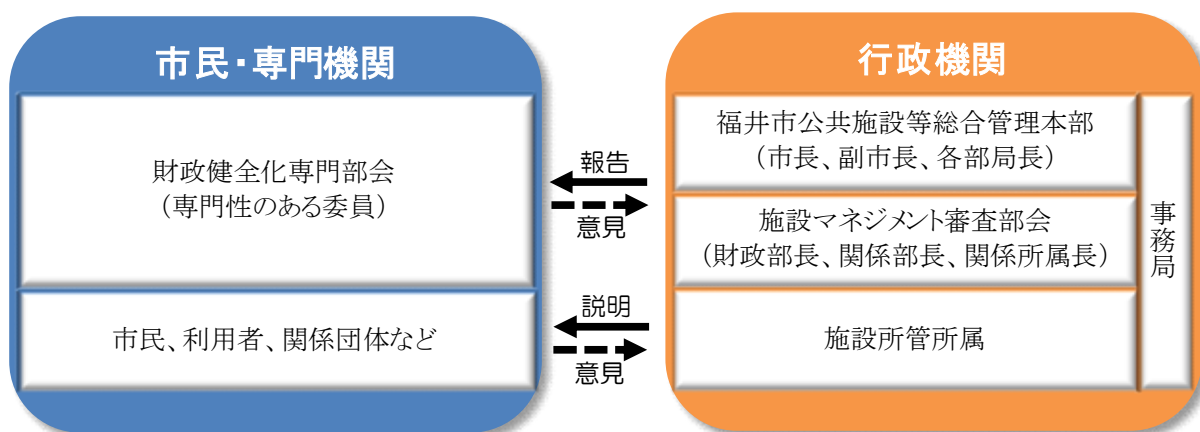 市民・専門機関
財政健全化専門部会
（専門性のある委員）
市民、利用者、関係団体など
報告
意見
説明
意見
行政機関
福井市公共施設等総合管理本部
（市長、副市長、各部局長）
施設マネジメント審査部会
（財政部長、関係部長、関係所属長）
施設所管所属
事務局